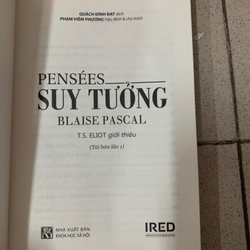 QUÁCH ĐÌNH ĐẠT dịch
PHẠM VIÊM PHƯƠNG hiệu đính & chú thích
PENSÉES
SUY TƯỞNG
BLAISE PASCAL
T.S. ELIOT giới thiệu
(Tái bản lần 1)
NHÀ XUẤT BẢN
KHOA HỌC XÃ HỘI
IRED